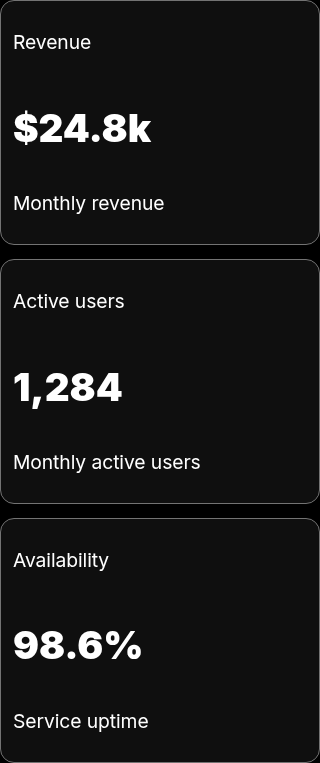 Revenue
$24.8k
Monthly revenue
Active users
1,284
Monthly active users
Availability
98.6%
Service uptime